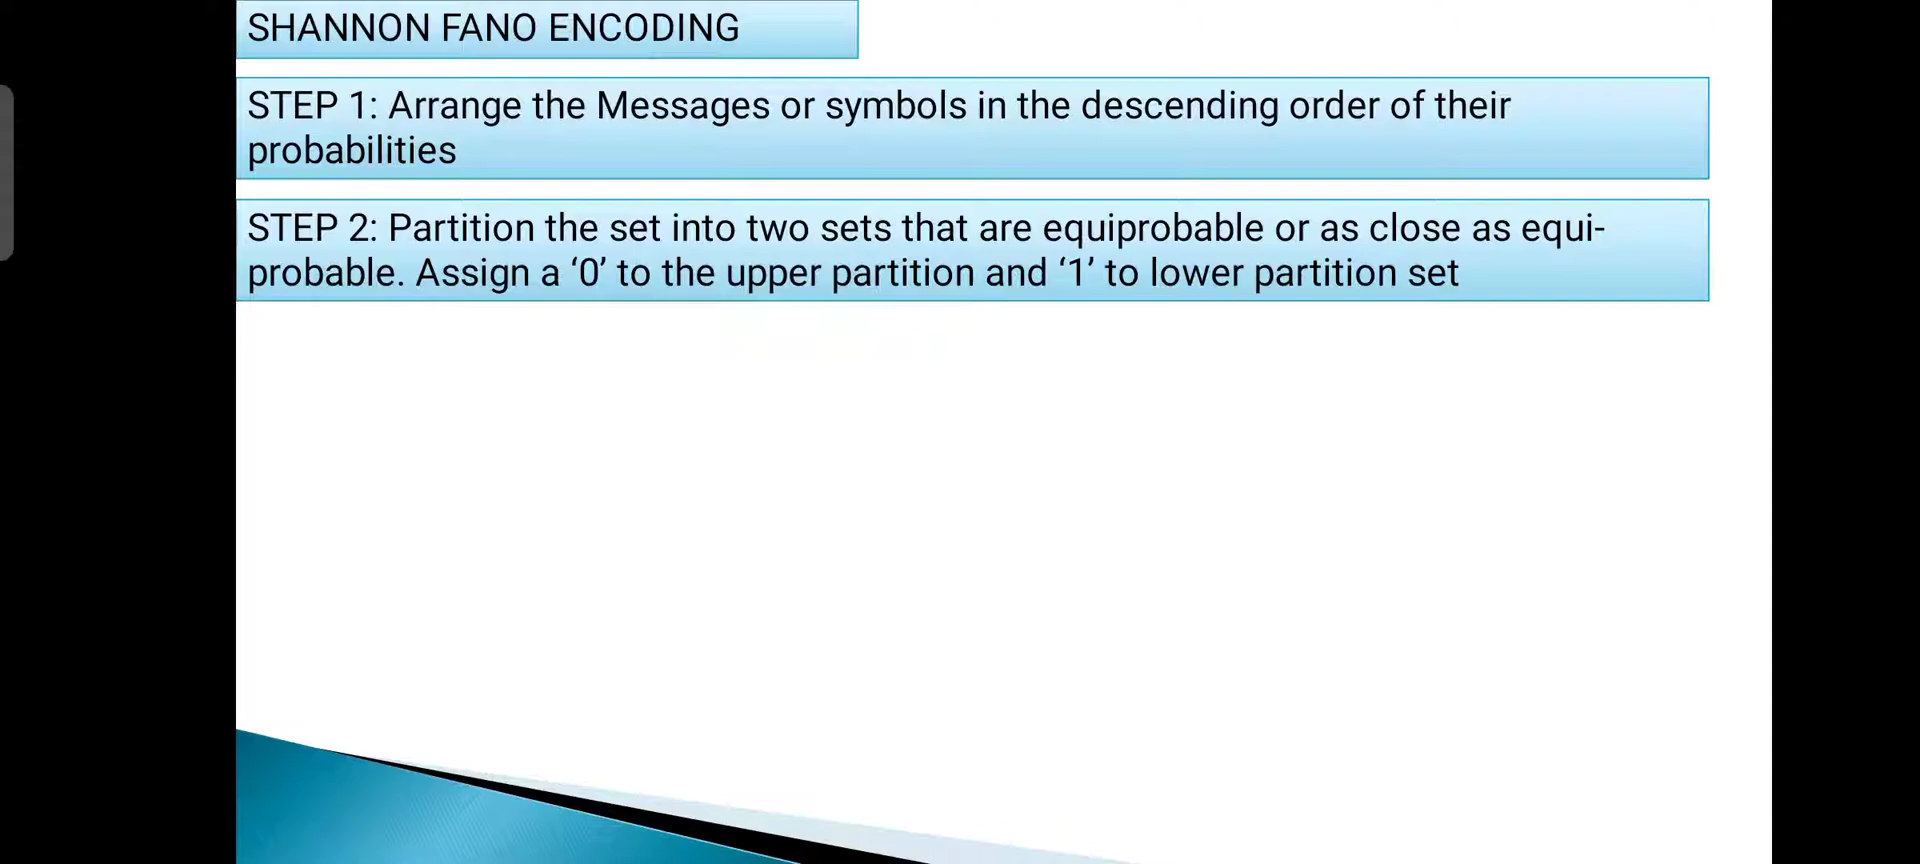 SHANNON FANO ENCODING
STEP 1: Arrange the Messages or symbols in the descending order of their
probabilities
STEP 2: Partition the set into two sets that are equiprobable or as close as equi-
probable. Assign a ‘0’ to the upper partition and ‘1’ to lower partition set